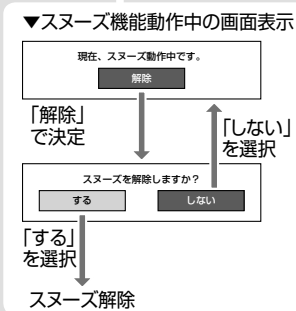 ▼スヌーズ機能動作中の画面表示
現在、スヌーズ動作中です。
解除
「解除」
で決定
「しない」
を選択
スヌーズを解除しますか？
する
しない
「する」
を選択
スヌーズ解除